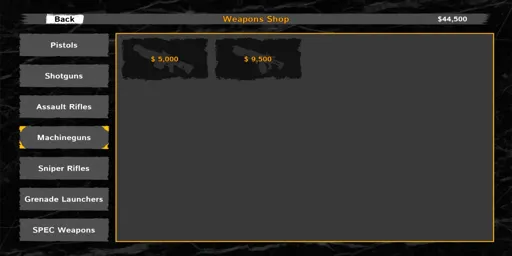 Back
Weapons Shop
$44,500
Pistols
Shotguns
Assault Rifles
Machineguns
Sniper Rifles
Grenade Launchers
SPEC Weapons
$ 5,000
$ 9,500